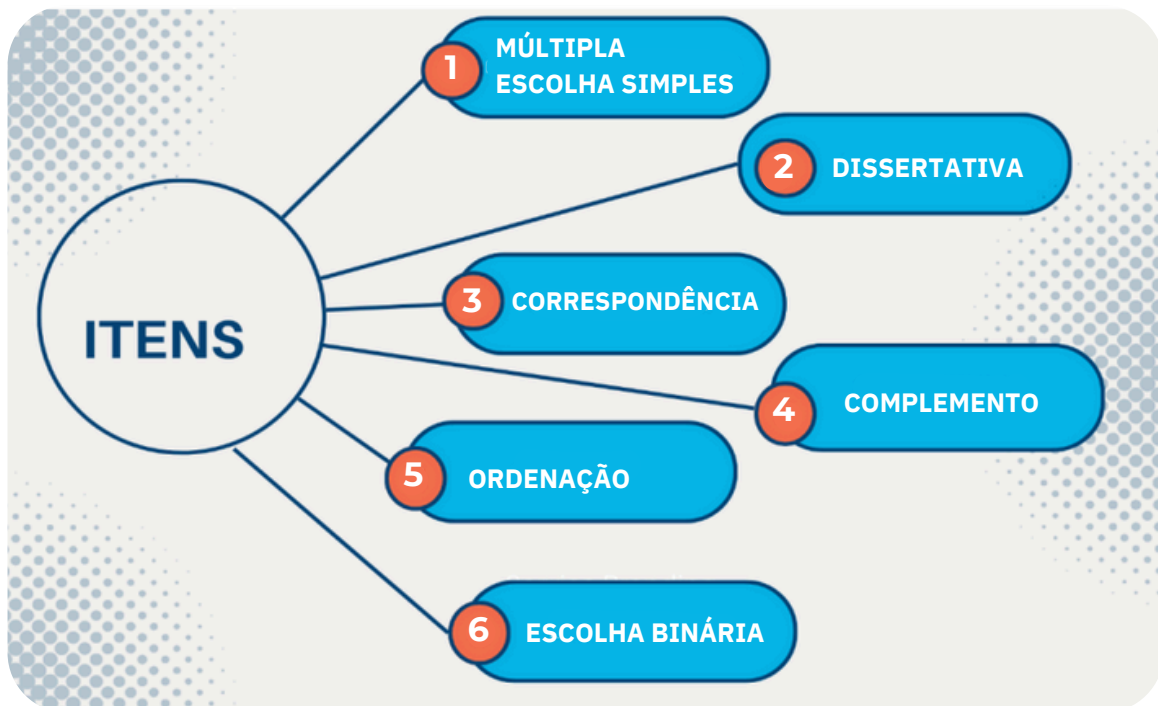 1
MÚLTIPLA
ESCOLHA SIMPLES
2
DISSERTATIVA
3
CORRESPONDÊNCIA
ITENS
4
COMPLEMENTO
5
ORDENAÇÃO
6
ESCOLHA BINÁRIA